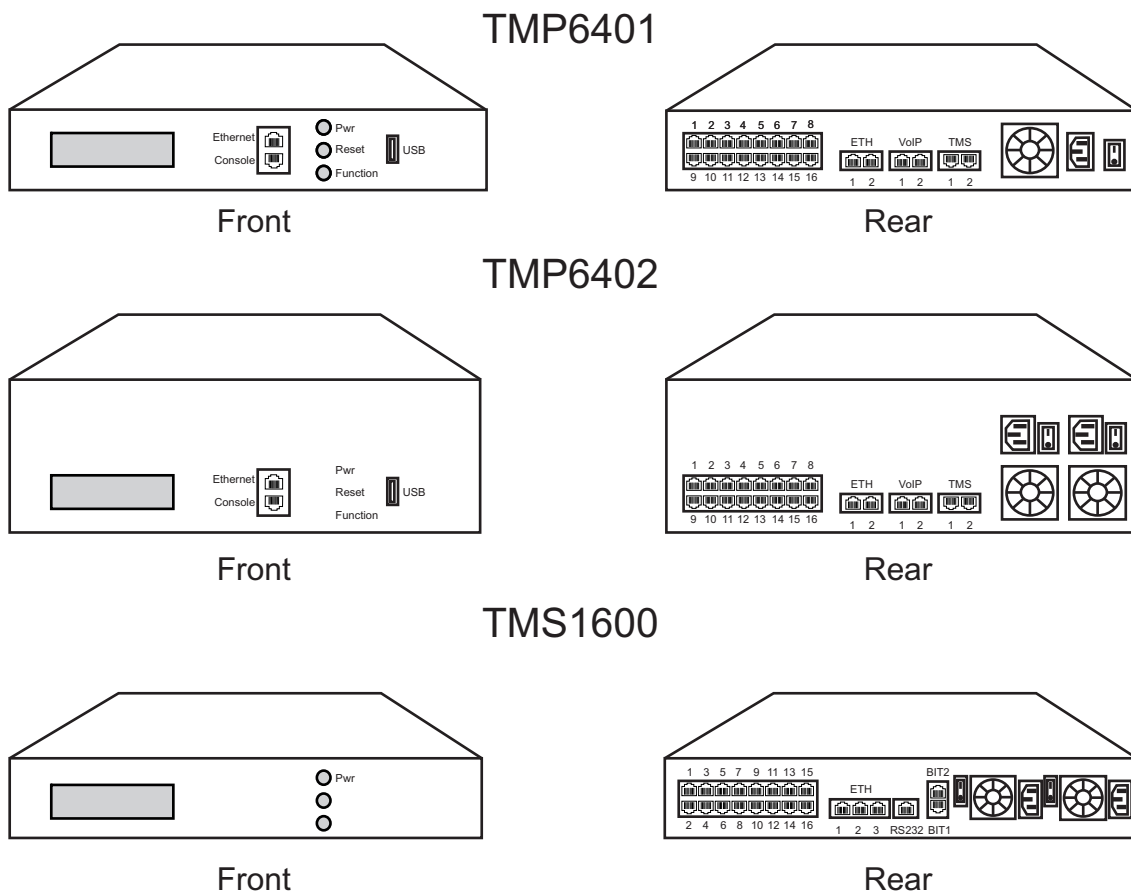 TMP6401
Ethernet
Console
Pwr
Reset
Function
USB
Front
1 2 3 4 5 6 7 8
9 10 11 12 13 14 15 16
ETH VoIP TMS
1 2 1 2 1 2
Rear
TMP6402
Ethernet
Console
Pwr
Reset
Function
USB
Front
1 2 3 4 5 6 7 8
9 10 11 12 13 14 15 16
ETH VoIP TMS
1 2 1 2 1 2
Rear
TMS1600
Pwr
Front
1 3 5 7 9 11 13 15
2 4 6 8 10 12 14 16
ETH
1 2 3 RS232
BIT2
BIT1
Rear